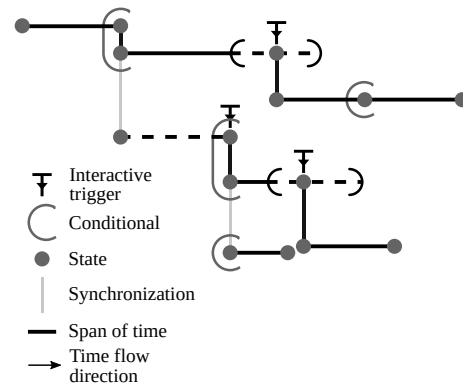 Interactive
trigger
Conditional
State
Synchronization
Span of time
Time flow
direction